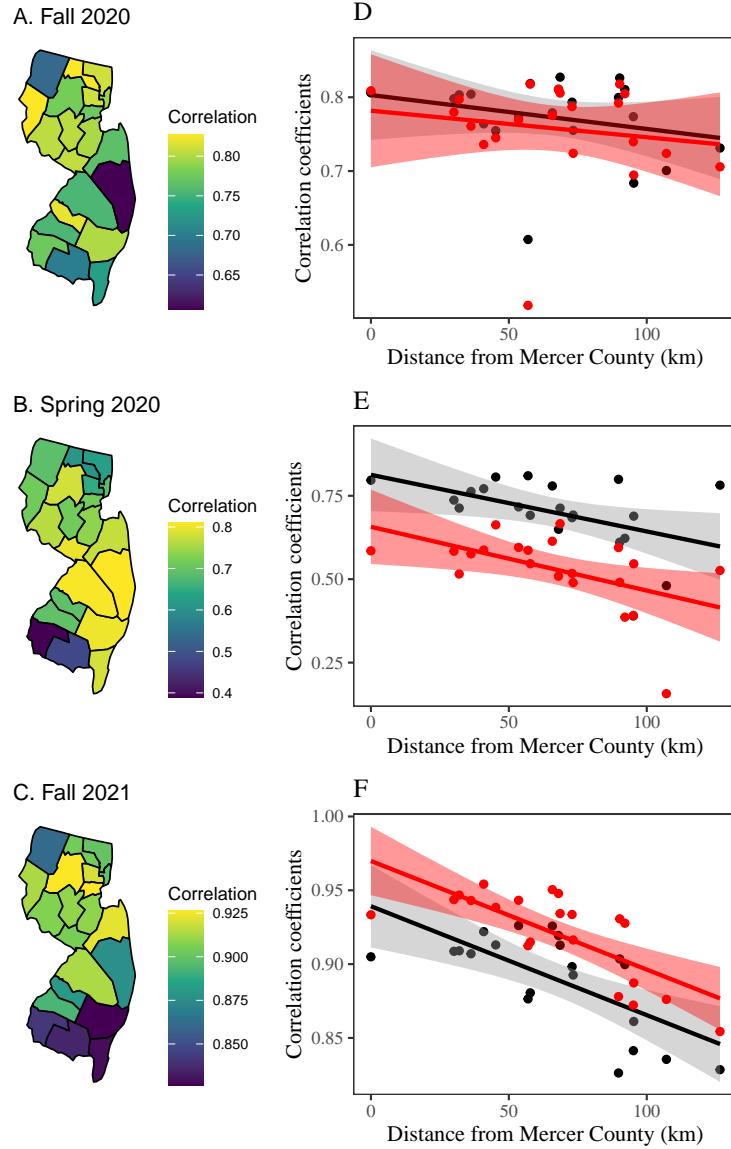 A. Fall 2020
Correlation
0.80
0.75
0.70
0.65
D
Correlation coefficients
0.8
0.7
0.6
0
50
100
Distance from Mercer County (km)
B. Spring 2020
Correlation
0.8
0.7
0.6
0.5
0.4
E
Correlation coefficients
0.75
0.50
0.25
0
50
100
Distance from Mercer County (km)
C. Fall 2021
Correlation
0.925
0.900
0.875
0.850
F
Correlation coefficients
1.00
0.95
0.90
0.85
0
50
100
Distance from Mercer County (km)